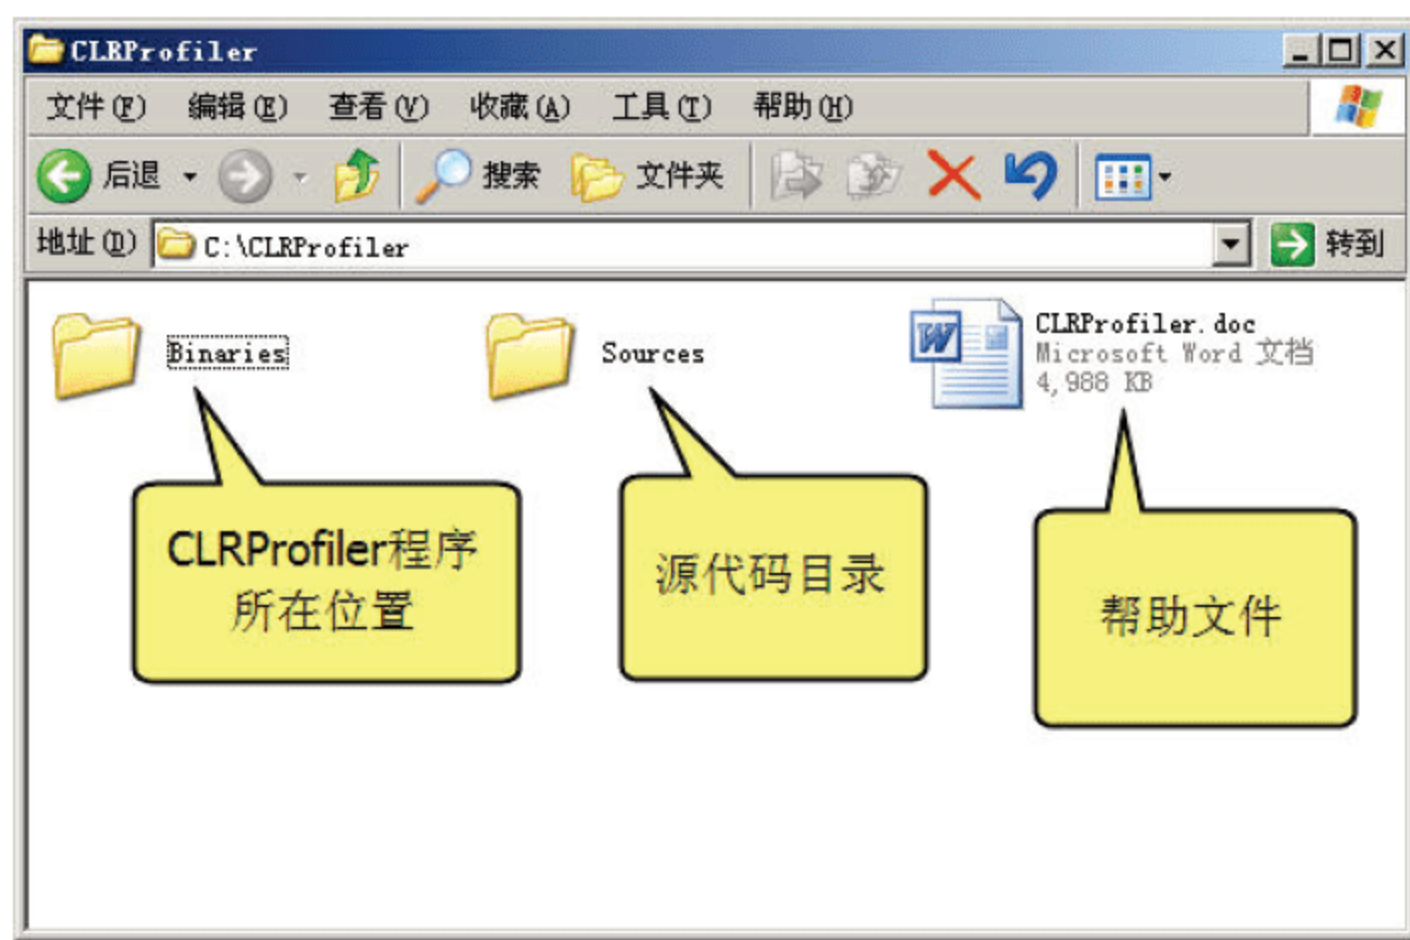 CLRProfiler
文件(F) 编辑(E) 查看(V) 收藏(A) 工具(T) 帮助(H)
后退 搜索 文件夹
地址(D) C:\CLRProfiler 转到
Binaries
Sources
CLRProfiler.doc
Microsoft Word 文档
4,988 KB
CLRProfiler程序
所在位置
源代码目录
帮助文件